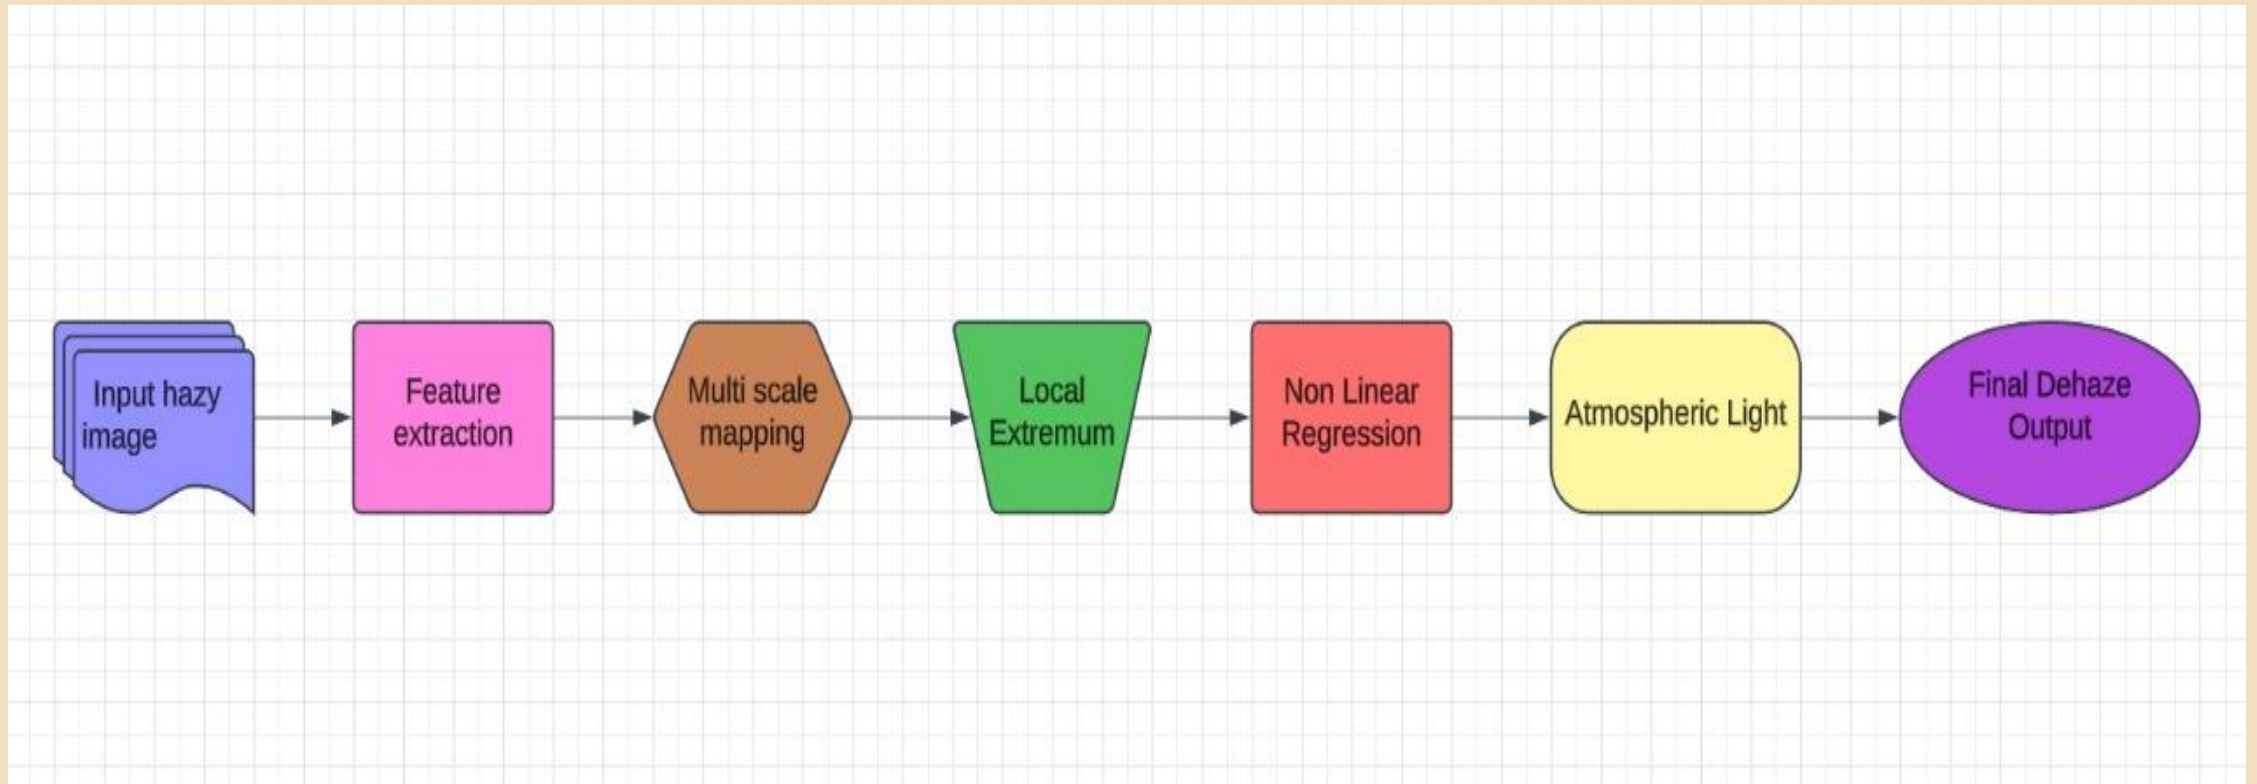 Input hazy
image
Feature
extraction
Multi scale
mapping
Local
Extremum
Non Linear
Regression
Atmospheric Light
Final Dehaze
Output